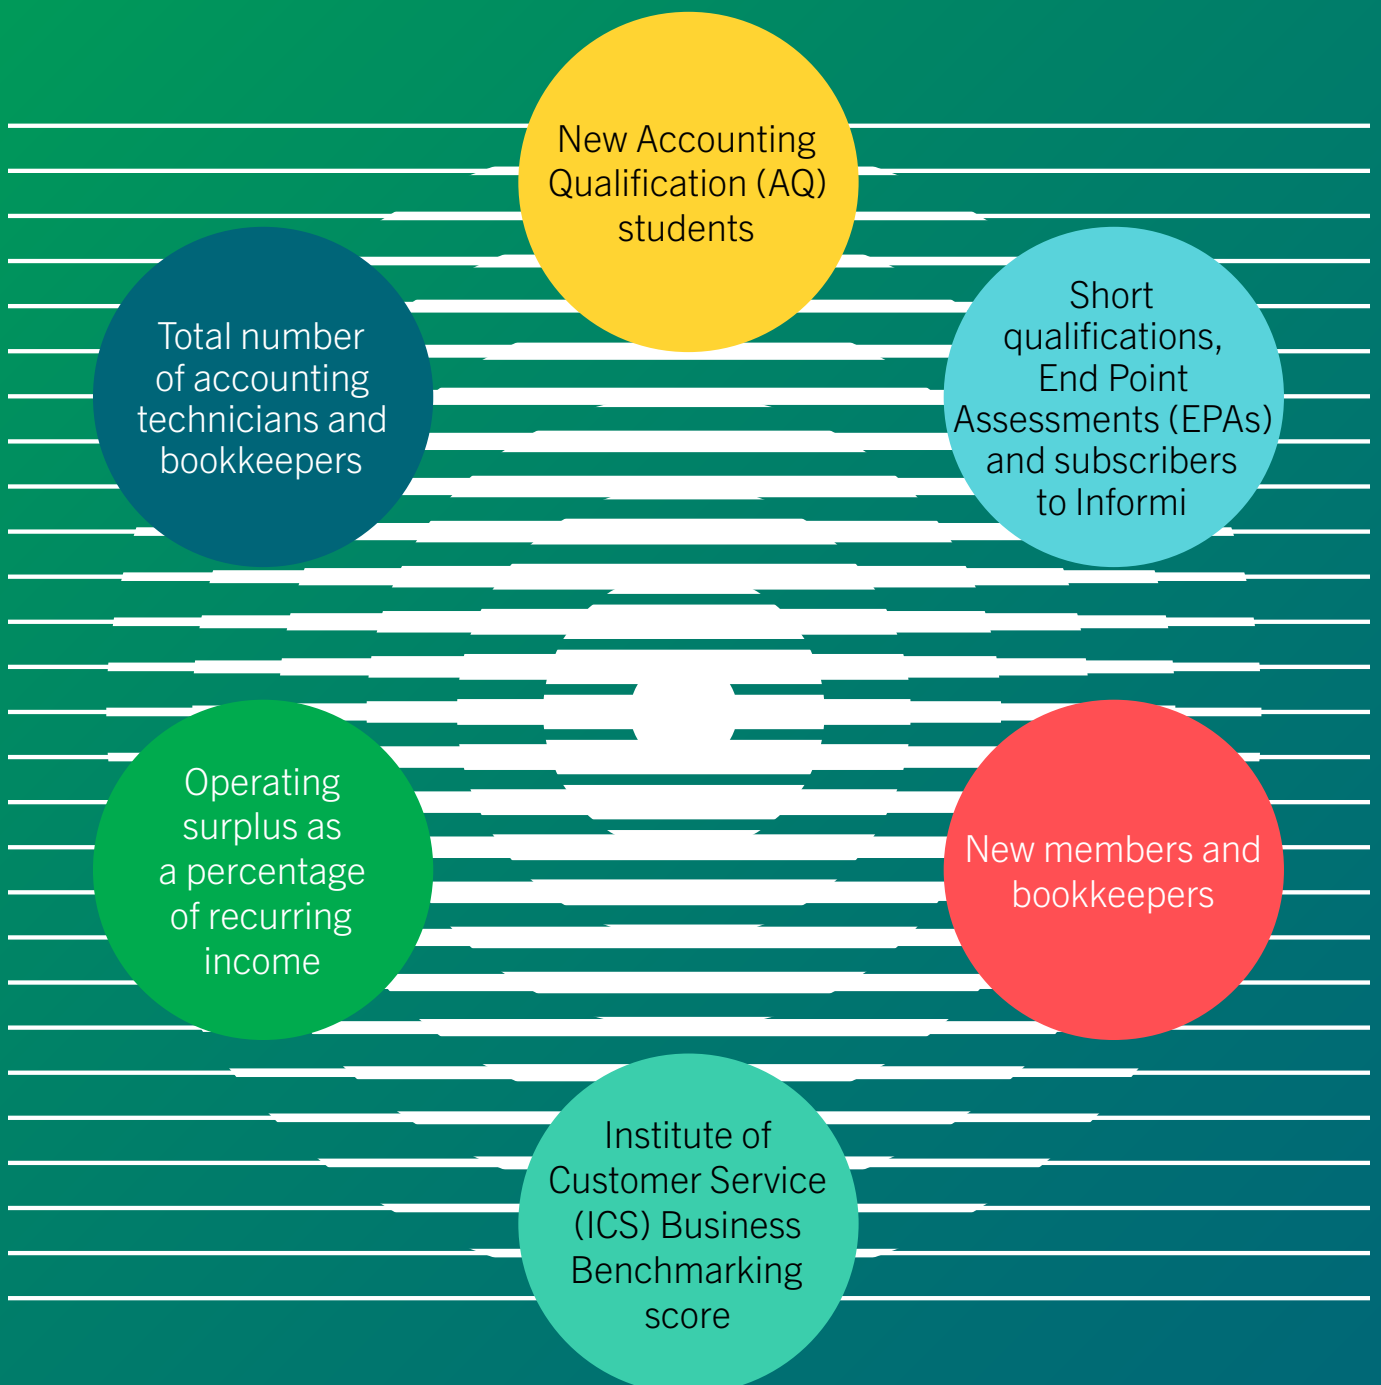 New Accounting
Qualification (AQ)
students
Total number
of accounting
technicians and
bookkeepers
Short
qualifications,
End Point
Assessments (EPAs)
and subscribers
to Informi
Operating
surplus as
a percentage
of recurring
income
New members and
bookkeepers
Institute of
Customer Service
(ICS) Business
Benchmarking
score